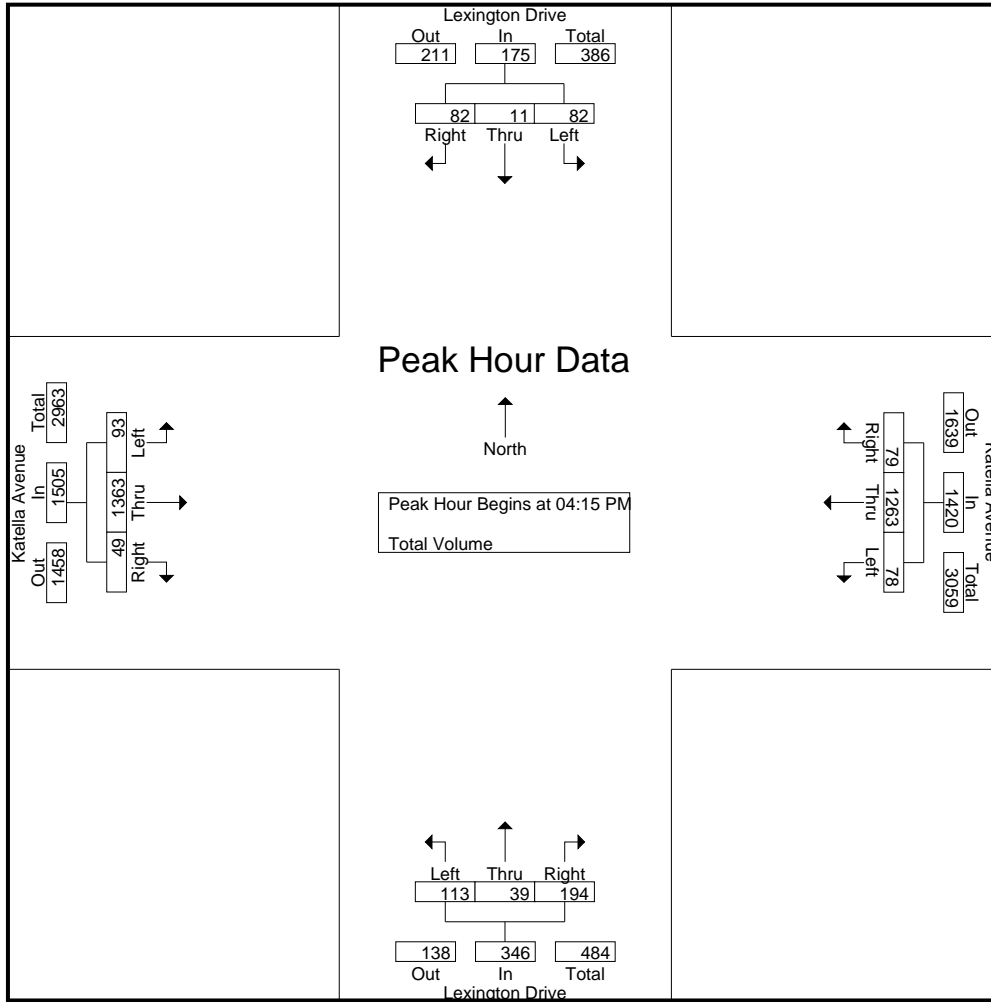 Lexington Drive
Out In Total
211 175 386
82 11 82
Right Thru Left
Peak Hour Data
North
Peak Hour Begins at 04:15 PM
Total Volume
Katella Avenue
Out In Total
1458 1505 2963
49 1363 93
Right Thru Left
Katella Avenue
Out In Total
1639 1420 3059
79 1263 78
Right Thru Left
Left Thru Right
113 39 194
138 346 484
Out In Total
Lexington Drive